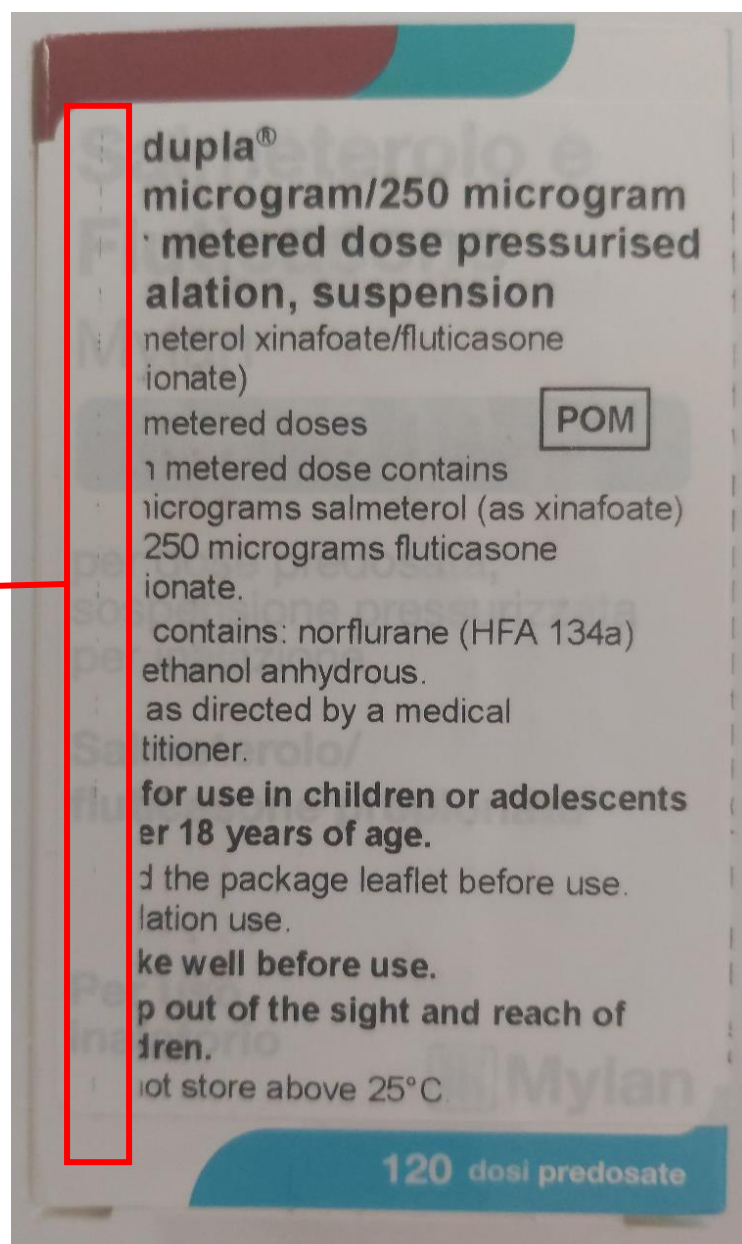 dupla®
microgram/250 microgram
metered dose pressurised
alation, suspension
neterol xinafoate/fluticasone
ionate)
metered doses
POM
metered dose contains
nicrograms salmeterol (as xinafoate)
250 micrograms fluticasone
ionate.
contains: norflurane (HFA 134a)
ethanol anhydrous.
as directed by a medical
titioner.
for use in children or adolescents
er 18 years of age.
d the package leaflet before use.
lation use.
ke well before use.
p out of the sight and reach of
dren.
not store above 25°C.
Mylan
120 dosi predosate